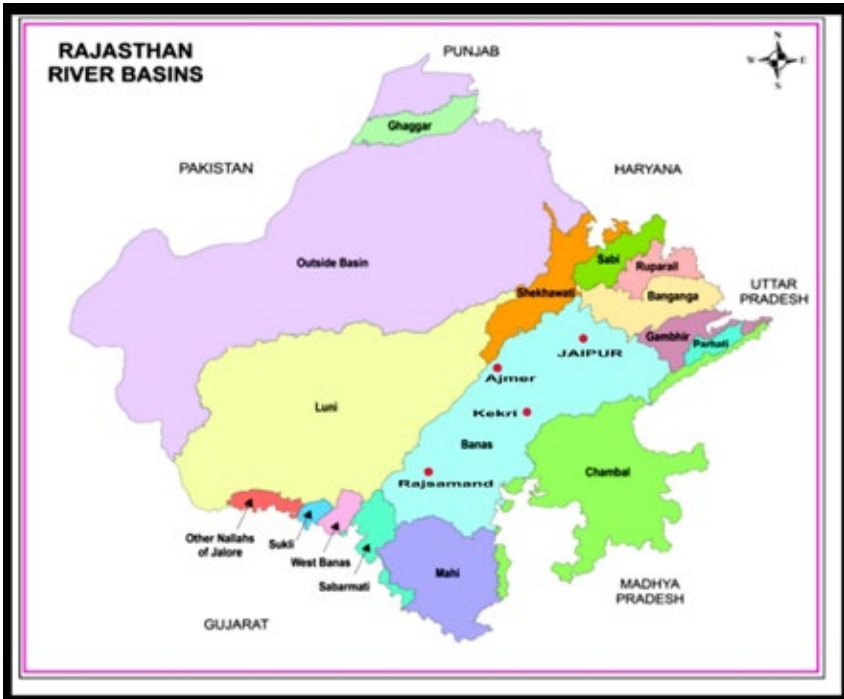 RAJASTHAN
RIVER BASINS
PUNJAB
N
W E
S
Ghaggar
PAKISTAN
HARYANA
Outside Basin
Sabi
Ruparail
Shekhawati
Banganga
UTTAR
PRADESH
Gambhir
Parbati
JAIPUR
Ajmer
Luni
Kekri
Banas
Chambal
Rajsamand
Other Nallahs
of Jalore
Sukli
West Banas
Sabarmati
Mahi
MADHYA
PRADESH
GUJARAT